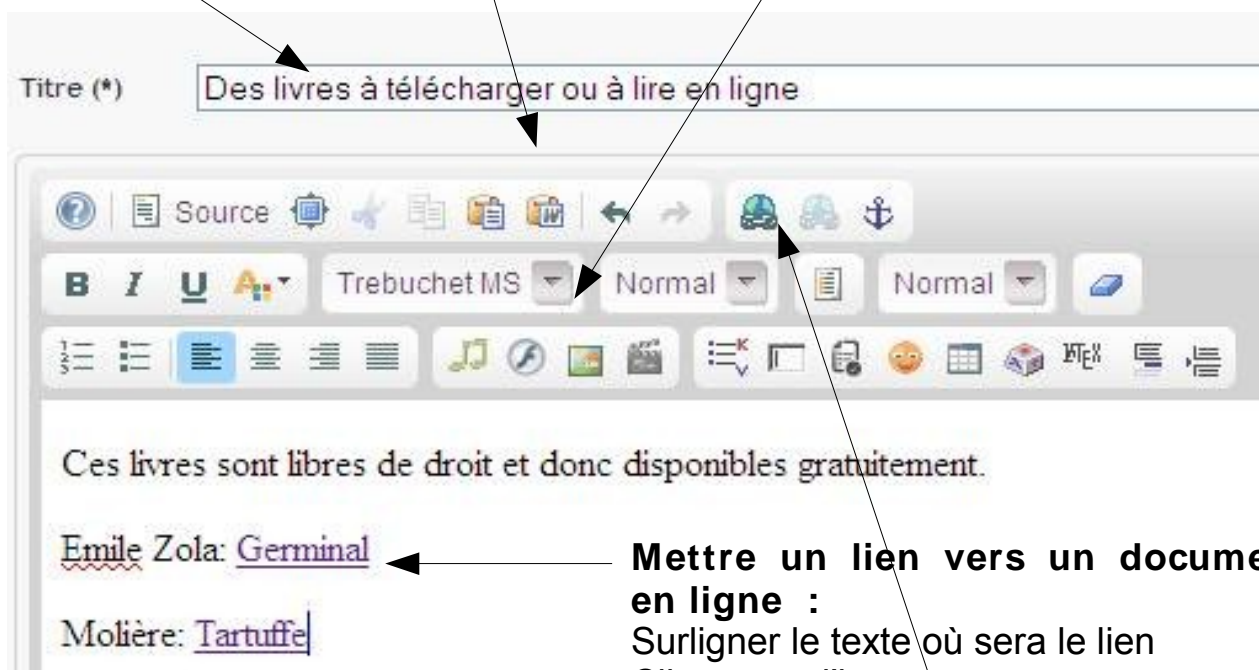 Titre (*) Des livres à télécharger ou à lire en ligne
Source
B I U A Trebuchet MS Normal Normal
Ces livres sont libres de droit et donc disponibles gratuitement.
Emile Zola: Germinal
Mettre un lien vers un docume
en ligne :
Molière: Tartuffe
Surligner le texte où sera le lien